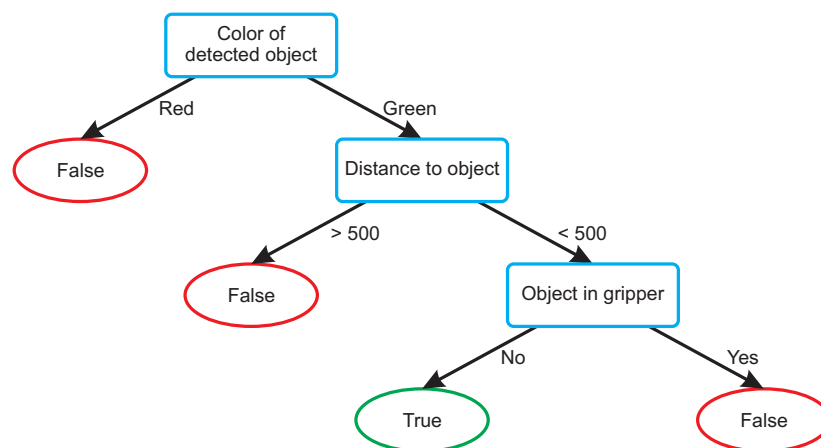 Color of
detected object
Red
Green
False
Distance to object
> 500
< 500
False
Object in gripper
No
Yes
True
False